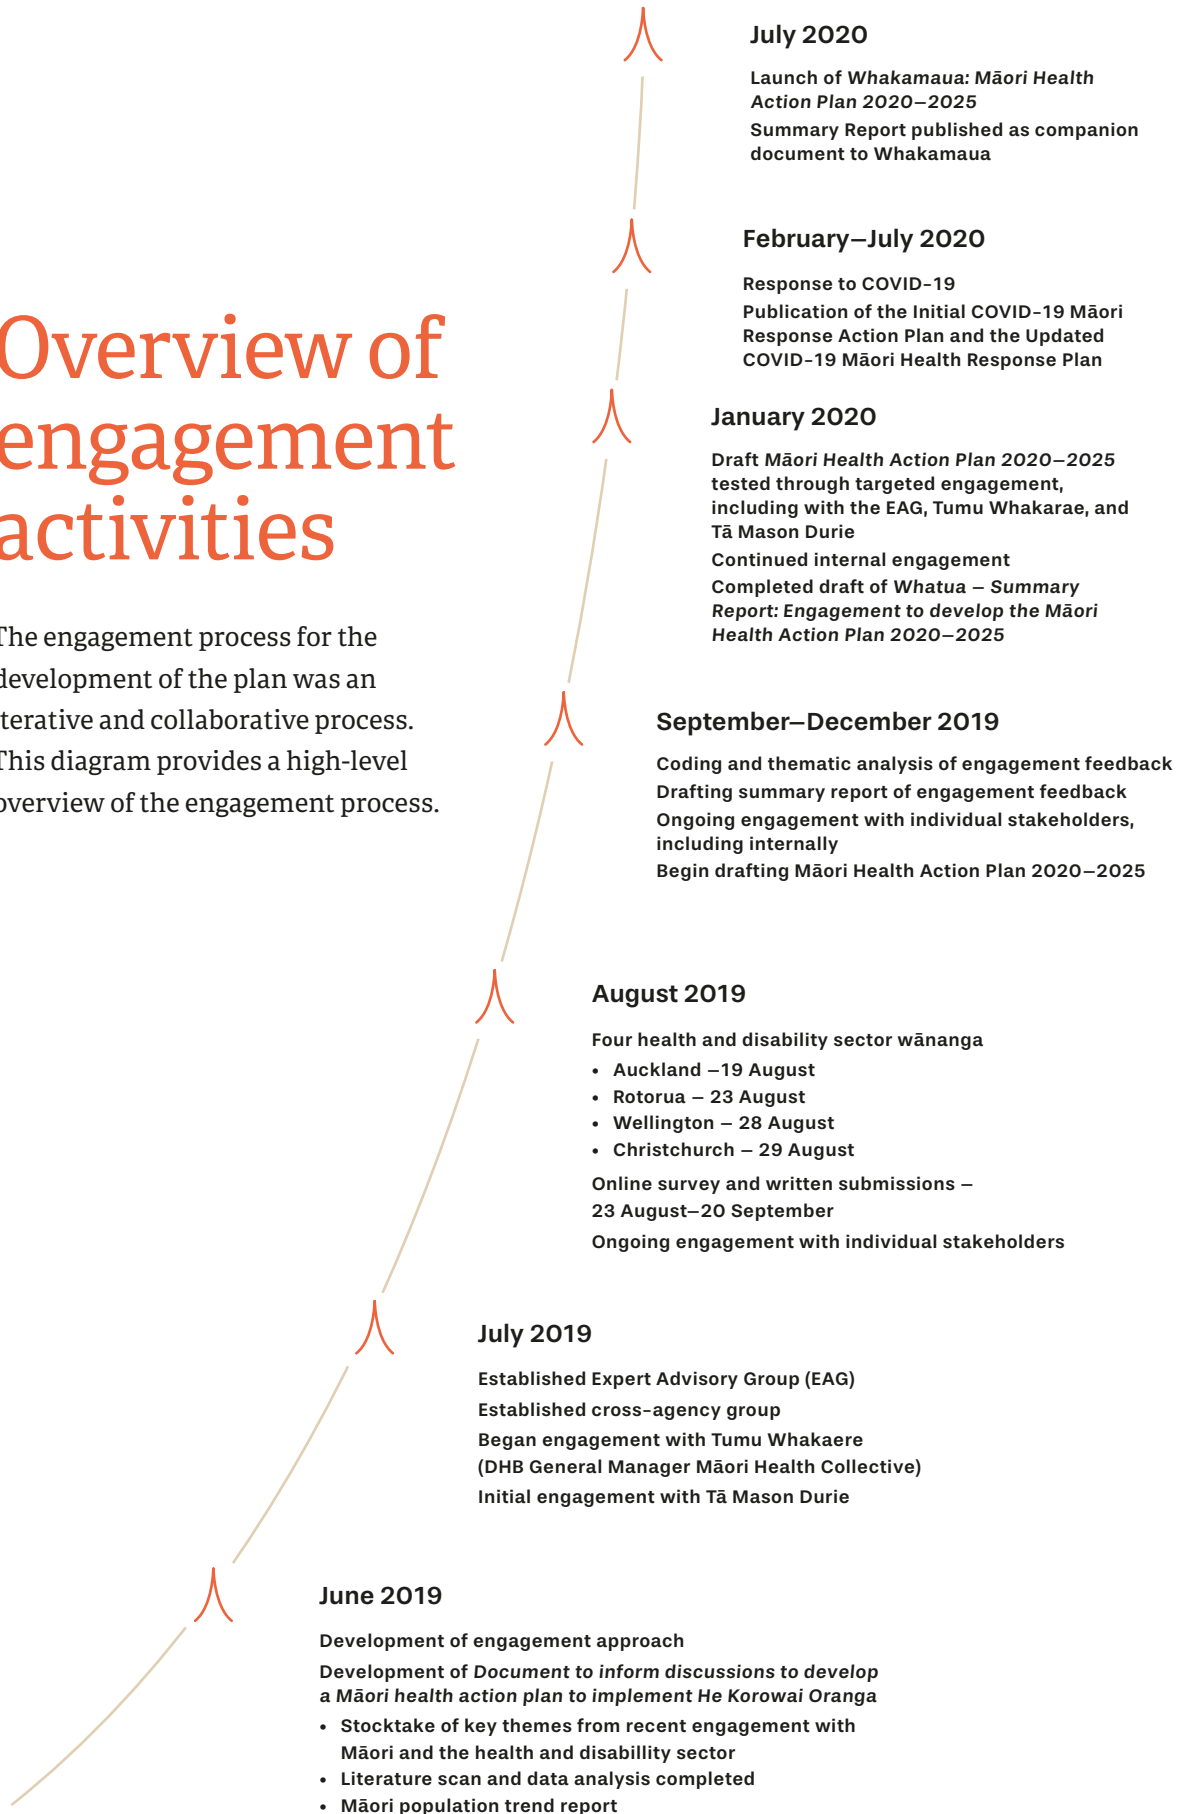 Overview of
engagement
activities
The engagement process for the
development of the plan was an
iterative and collaborative process.
This diagram provides a high-level
overview of the engagement process.
July 2020
Launch of Whakamaua: Māori Health
Action Plan 2020–2025
Summary Report published as companion
document to Whakamaua
February–July 2020
Response to COVID-19
Publication of the Initial COVID-19 Māori
Response Action Plan and the Updated
COVID-19 Māori Health Response Plan
January 2020
Draft Māori Health Action Plan 2020–2025
tested through targeted engagement,
including with the EAG, Tumu Whakarae, and
Tā Mason Durie
Continued internal engagement
Completed draft of Whatua – Summary
Report: Engagement to develop the Māori
Health Action Plan 2020–2025
September–December 2019
Coding and thematic analysis of engagement feedback
Drafting summary report of engagement feedback
Ongoing engagement with individual stakeholders,
including internally
Begin drafting Māori Health Action Plan 2020–2025
August 2019
Four health and disability sector wānanga
• Auckland –19 August
• Rotorua – 23 August
• Wellington – 28 August
• Christchurch – 29 August
Online survey and written submissions –
23 August–20 September
Ongoing engagement with individual stakeholders
July 2019
Established Expert Advisory Group (EAG)
Established cross-agency group
Began engagement with Tumu Whakaere
(DHB General Manager Māori Health Collective)
Initial engagement with Tā Mason Durie
June 2019
Development of engagement approach
Development of Document to inform discussions to develop
a Māori health action plan to implement He Korowai Oranga
• Stocktake of key themes from recent engagement with
Māori and the health and disabillity sector
• Literature scan and data analysis completed
• Māori population trend report